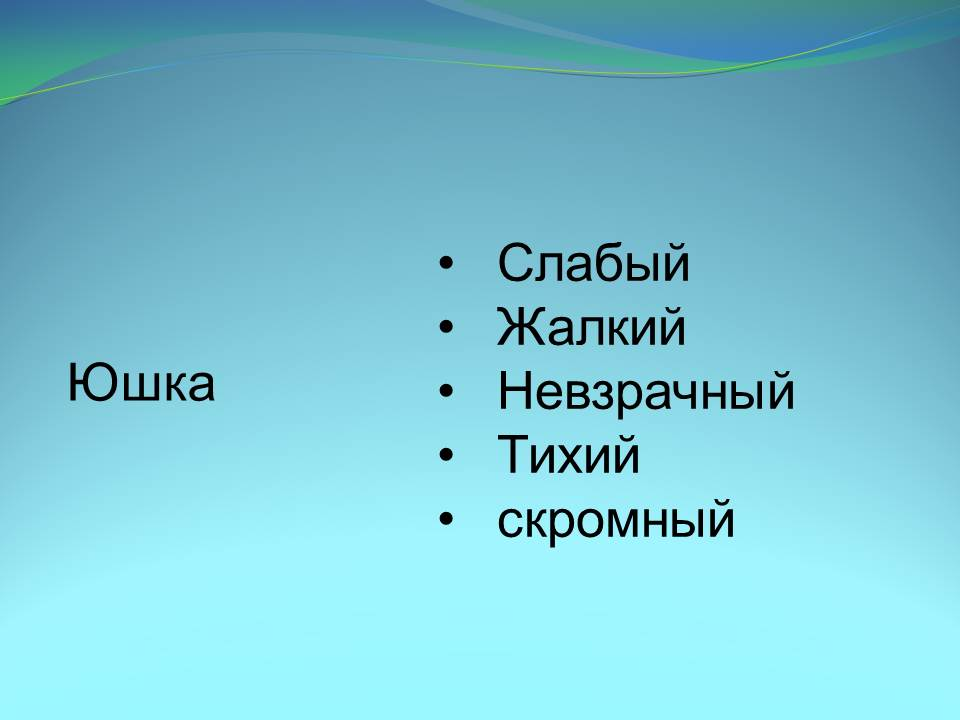 Юшка
• Слабый
• Жалкий
• Невзрачный
• Тихий
• скромный